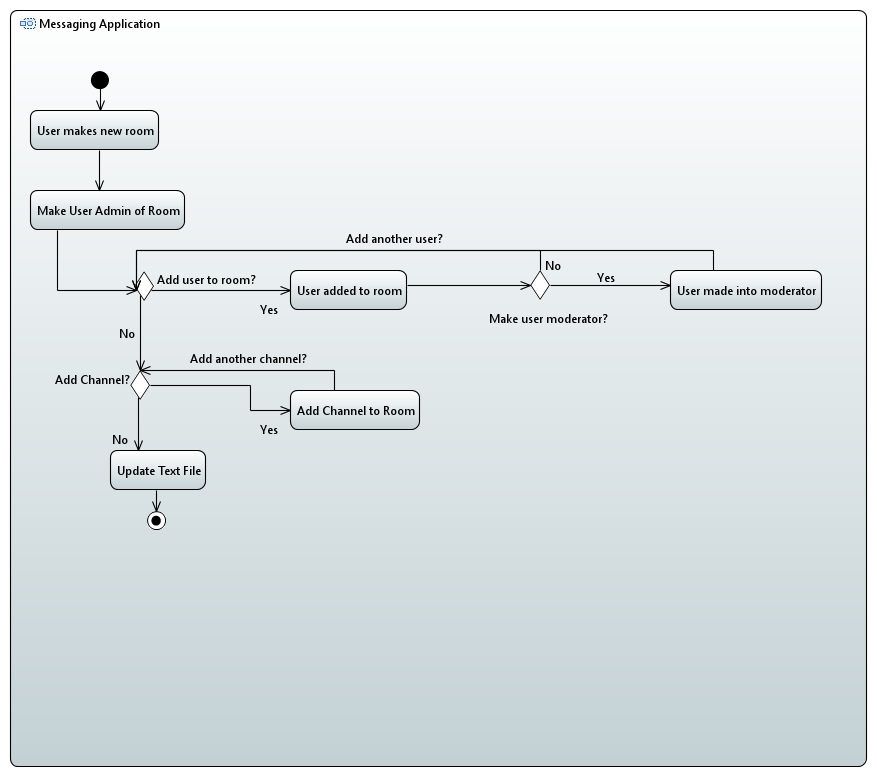 Messaging Application
User makes new room
Make User Admin of Room
Add another user?
No
Yes
Add user to room?
User added to room
User made into moderator
Yes
Make user moderator?
No
Add another channel?
Add Channel?
Add Channel to Room
Yes
No
Update Text File